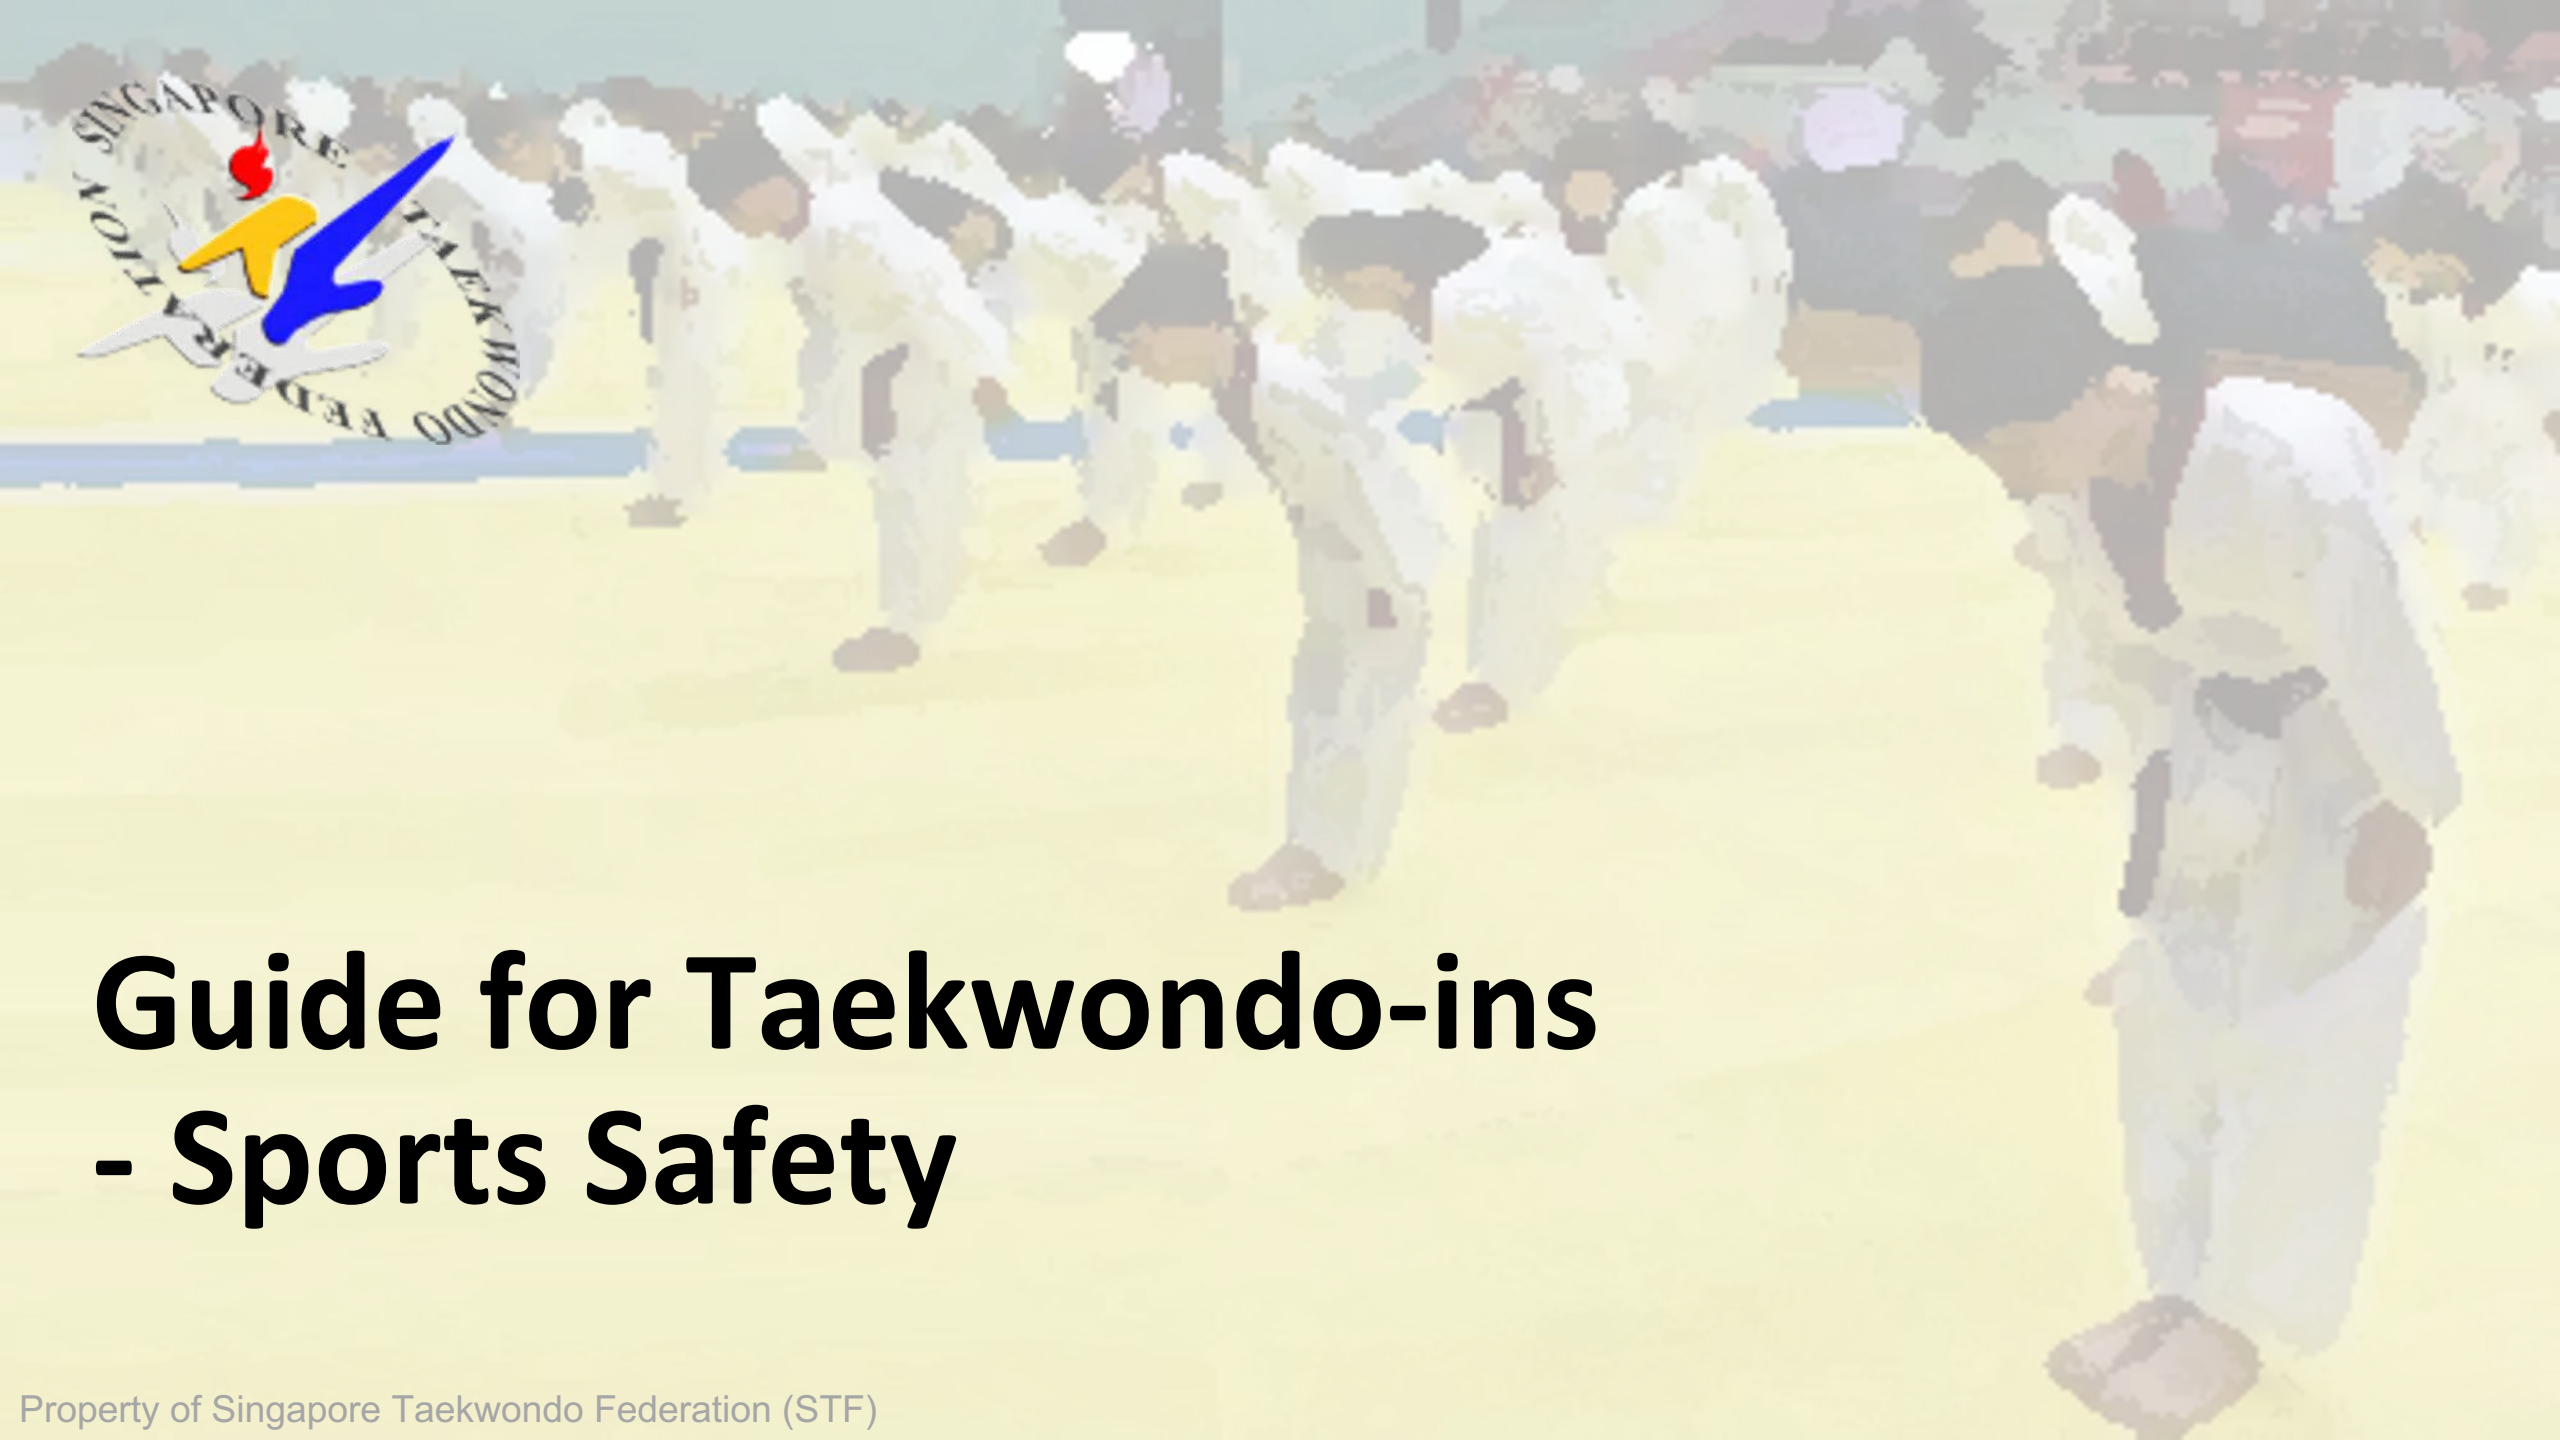 SINGAPORE TAEKWONDO FEDERATION
Guide for Taekwondo-ins
- Sports Safety
Property of Singapore Taekwondo Federation (STF)